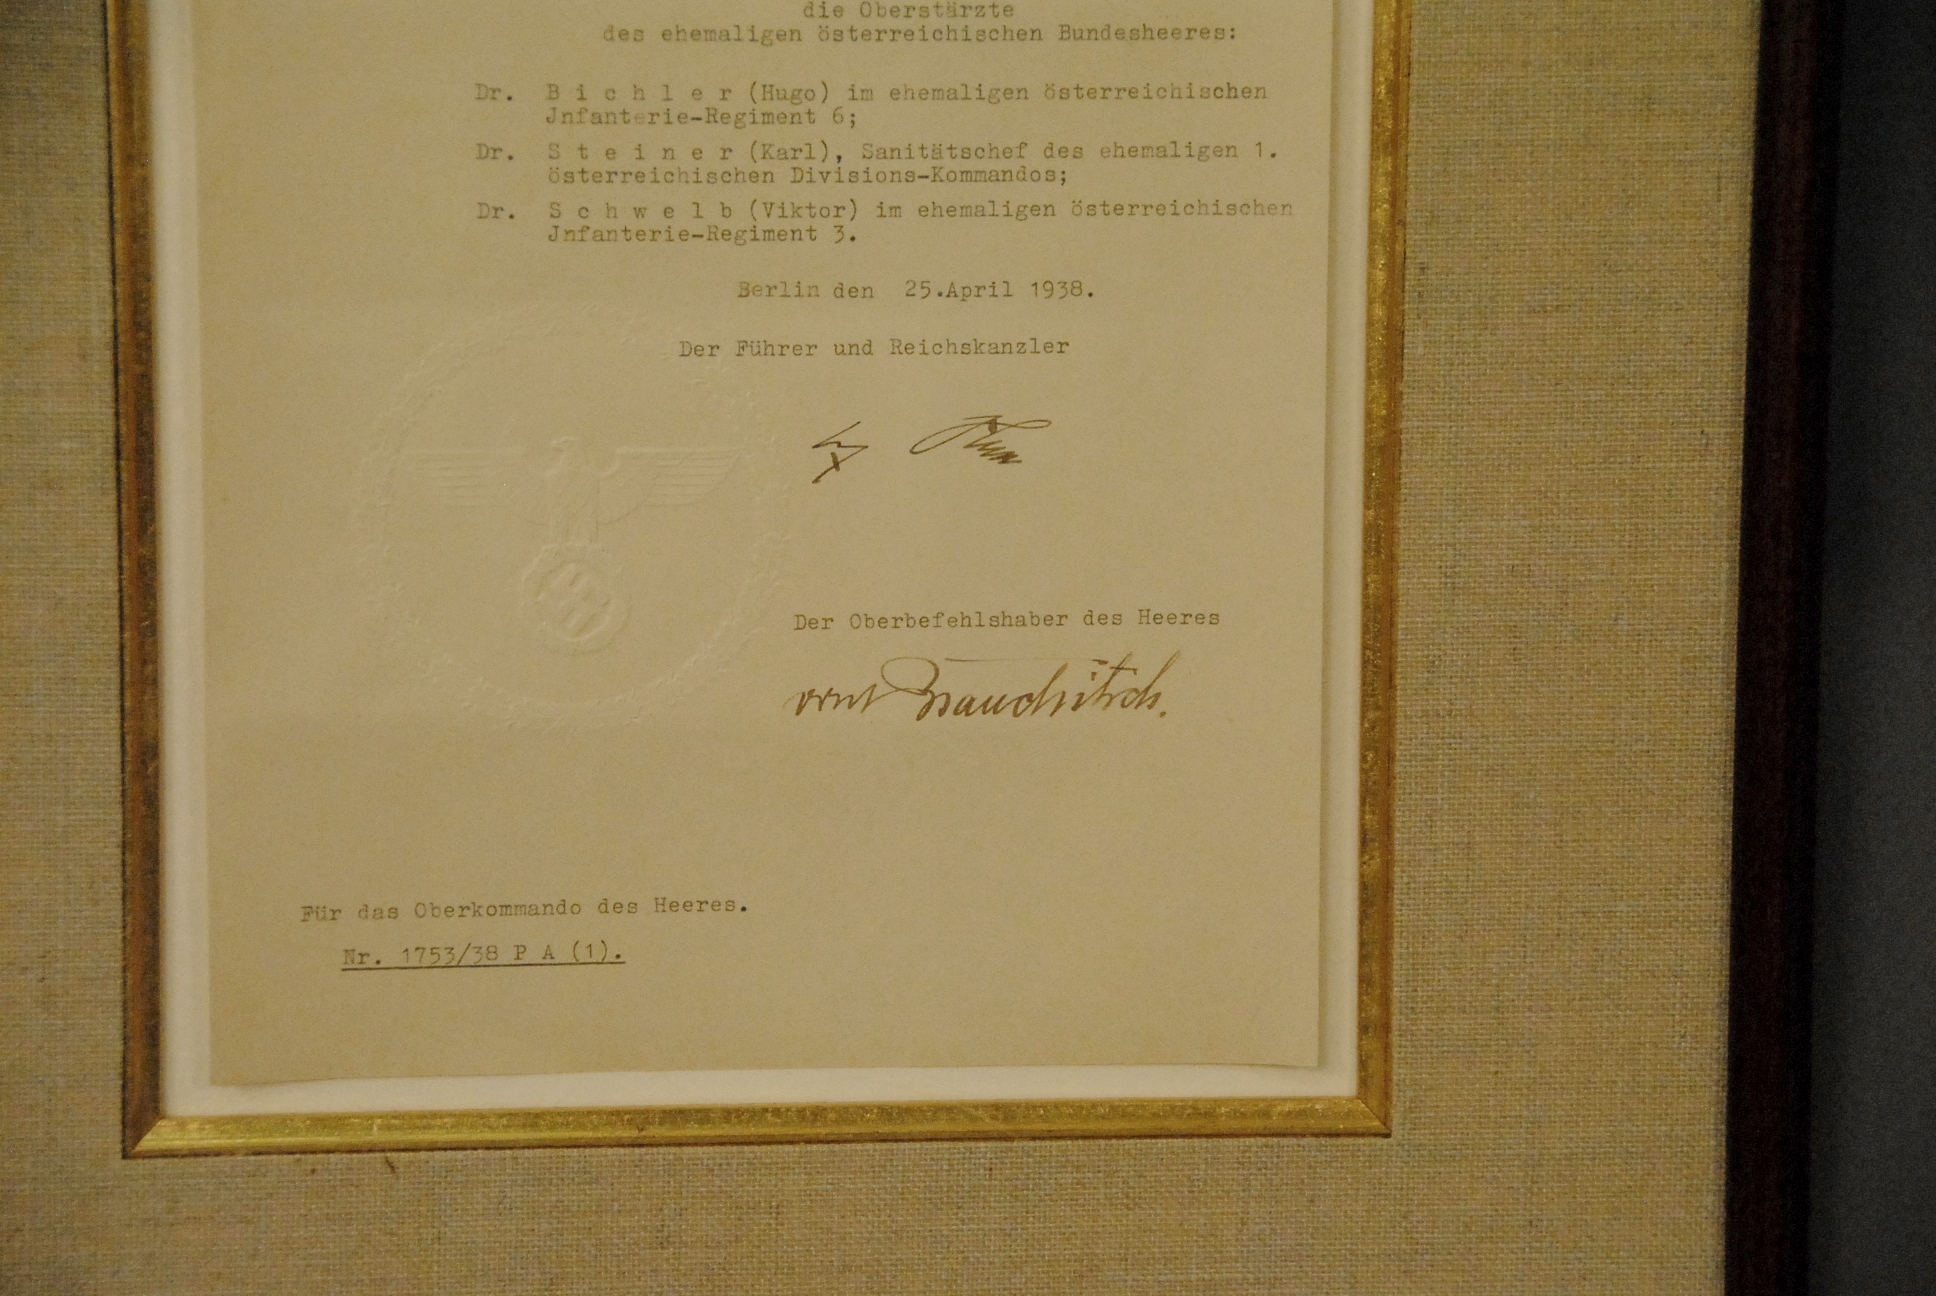 die Oberstärzte
des ehemaligen österreichischen Bundesheeres:
Dr. B i c h l e r (Hugo) im ehemaligen österreichischen
Jnfanterie-Regiment 6;
Dr. S t e i n e r (Karl), Sanitätschef des ehemaligen 1.
österreichischen Divisions-Kommandos;
Dr. S c h w e l b (Viktor) im ehemaligen österreichischen
Jnfanterie-Regiment 3.
Berlin den 25.April 1938.
Der Führer und Reichskanzler
Der Oberbefehlshaber des Heeres
von Brauchitsch.
Für das Oberkommando des Heeres.
Nr. 1753/38 P A (1).